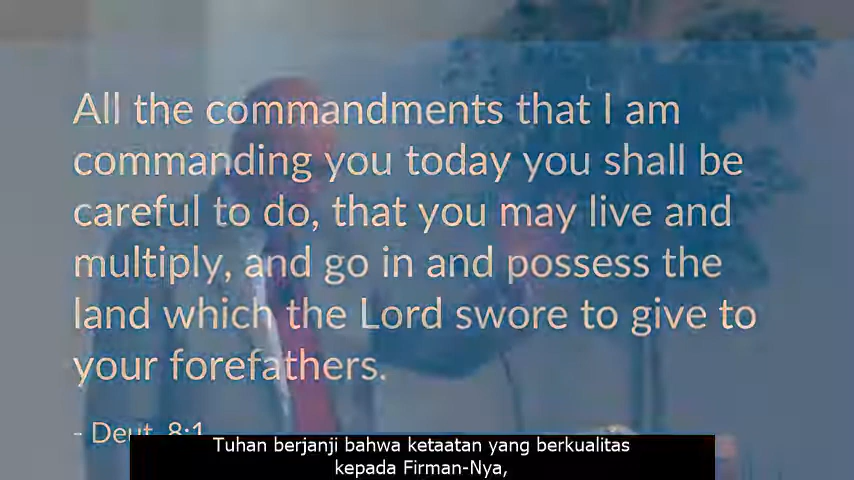 All the commandments that I am
commanding you today you shall be
careful to do, that you may live and
multiply, and go in and possess the
land which the Lord swore to give to
your forefathers.
- Deut. 8:1
Tuhan berjanji bahwa ketaatan yang berkualitas
kepada Firman-Nya,